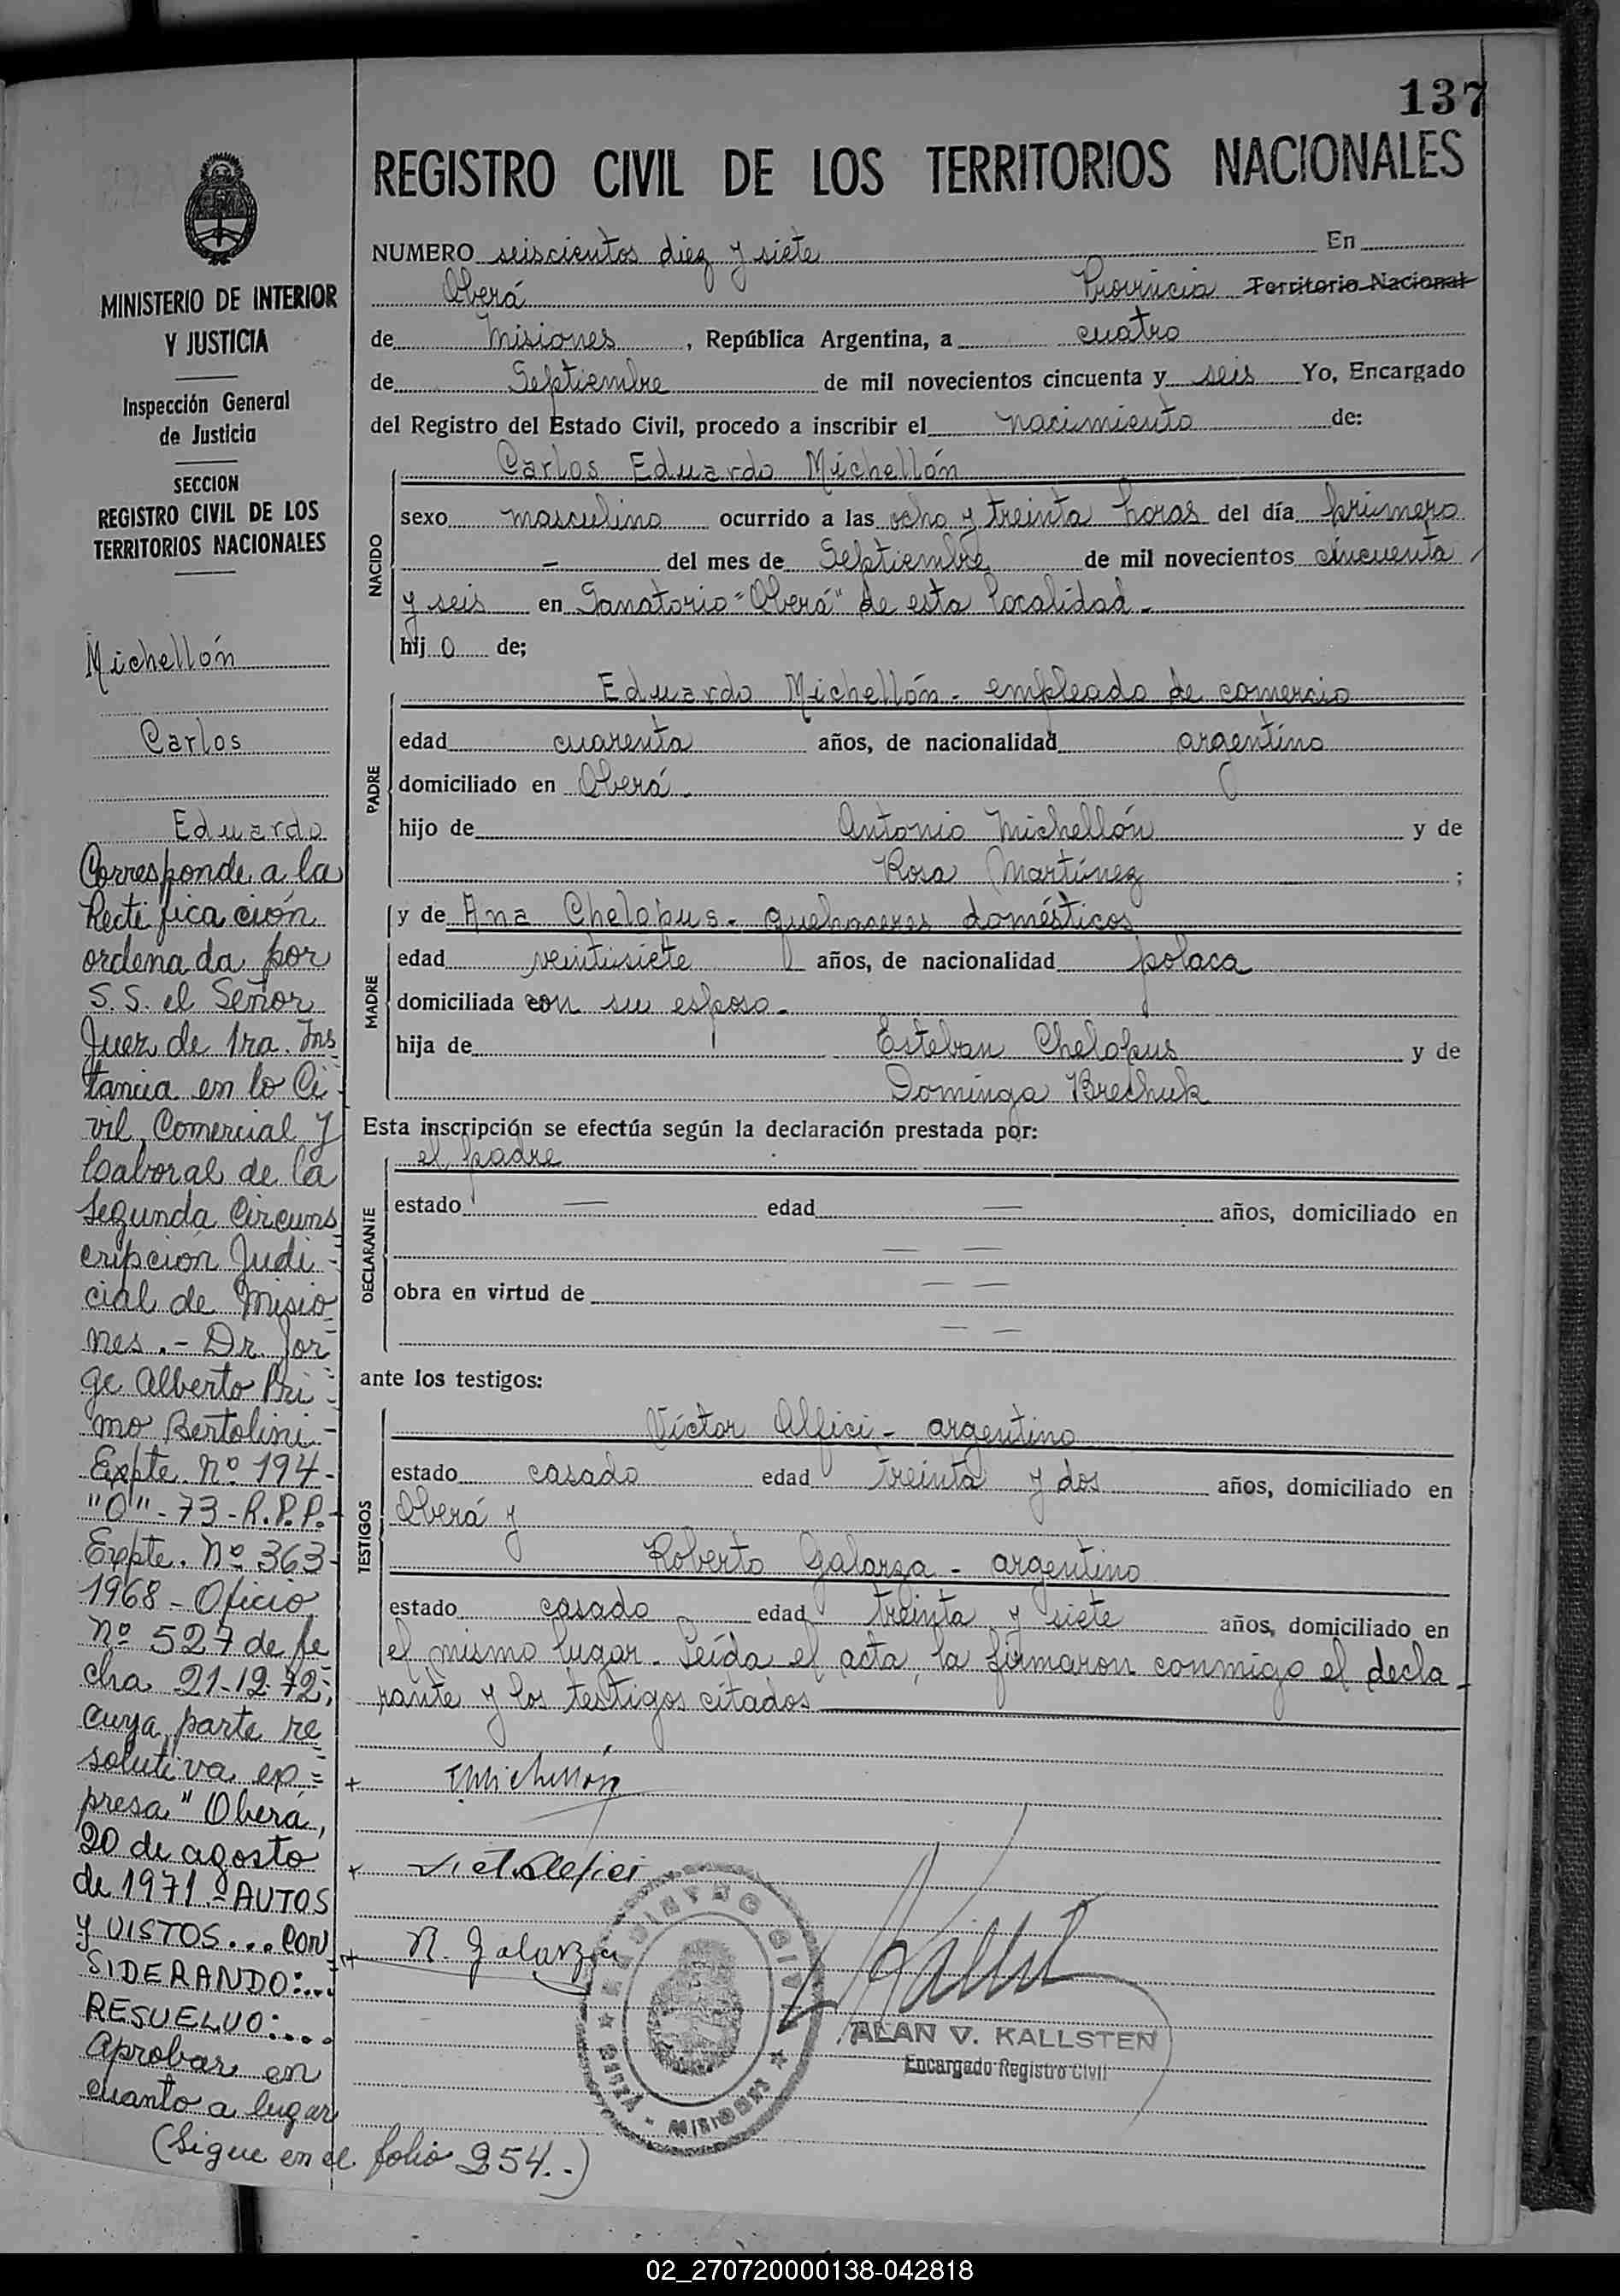 137
REGISTRO CIVIL DE LOS TERRITORIOS NACIONALES
MINISTERIO DE INTERIOR
Y JUSTICIA
Inspección General
de Justicia
SECCION
REGISTRO CIVIL DE LOS
TERRITORIOS NACIONALES
Michellón
Carlos
Eduardo
Corresponde a la
Recti fica ción
ordenada por
S.S. el Señor
Juez de 1ra. Ins
tancia en lo Ci
vil, Comercial y
Laboral de la
Segunda Circuns
cripción Judi
cial de Misio
nes.- Dr. Jor
ge Alberto Pri
mo Bertolini-
Expte. Nº 194-
"O"-73-R.P.P.-
Expte. Nº 363-
1968 - Oficio
Nº 527 de fe
cha 21-12-72;
cuya parte re
solutiva ex=
presa "Oberá,
20 de agosto
de 1971.- AUTOS
Y VISTOS... CON
SIDERANDO:...
RESUELVO:....
Aprobar en
cuanto a lugar
(Sigue en el folio 254..)
NUMERO seiscientos diez y siete En
Oberá Provincia Territorio Nacional
de Misiones, República Argentina, a cuatro
de Septiembre de mil novecientos cincuenta y seis Yo, Encargado
del Registro del Estado Civil, procedo a inscribir el nacimiento de:
NACIDO
Carlos Eduardo Michellón
sexo masculino ocurrido a las ocho y treinta horas del día primero
- del mes de Septiembre de mil novecientos cincuenta
y seis en Sanatorio "Oberá" de esta localidad.-
hij o de;
PADRE
Eduardo Michellón - empleado de comercio
edad cuarenta años, de nacionalidad argentino
domiciliado en Oberá.-
hijo de Antonio Michellón y de
Rosa Martínez ;
MADRE
y de Ana Chelopus - quehaceres domésticos
edad veintisiete años, de nacionalidad polaca
domiciliada con su esposo.-
hija de Esteban Chelopus y de
Dominga Brechuk
Esta inscripción se efectúa según la declaración prestada por:
DECLARANTE
el padre
estado — edad — años, domiciliado en
— —
obra en virtud de — —
— —
ante los testigos:
TESTIGOS
Víctor Alfici - argentino
estado casado edad treinta y dos años, domiciliado en
Oberá y
Roberto Galarza - argentino
estado casado edad treinta y siete años, domiciliado en
el mismo lugar. Leída el acta, la firmaron conmigo el decla
rante y los testigos citados
R. Galarza
REGISTRO CIVIL
OBERÁ - MISIONES
ALAN V. KALLSTEN
Encargado Registro Civil
02_270720000138-042818